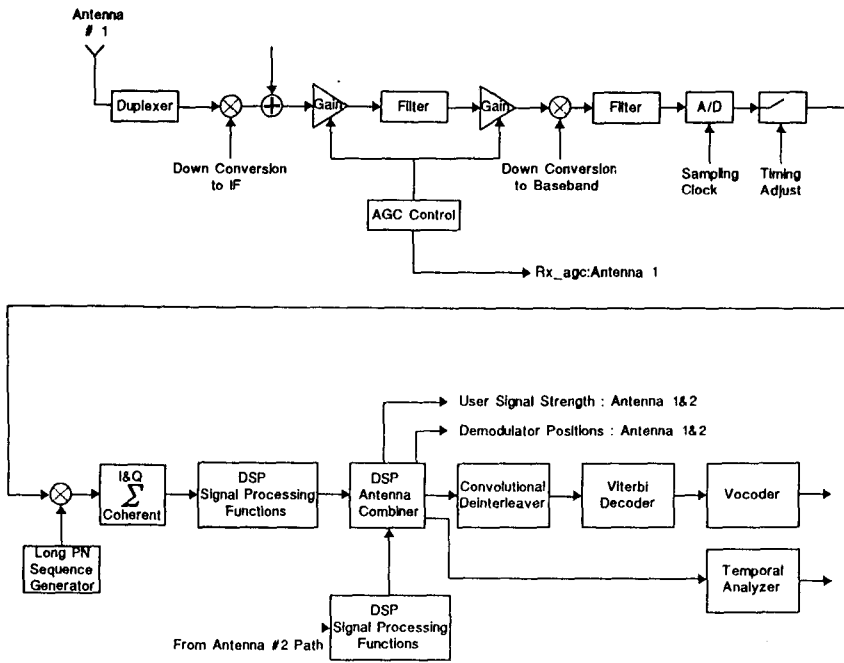 Antenna
# 1
Duplexer
Gain
Filter
Gain
Filter
A/D
Down Conversion
to IF
Down Conversion
to Baseband
Sampling
Clock
Timing
Adjust
AGC Control
Rx_agc:Antenna 1
User Signal Strength : Antenna 1&2
Demodulator Positions : Antenna 1&2
I&Q
Σ
Coherent
DSP
Signal Processing
Functions
DSP
Antenna
Combiner
Convolutional
Deinterleaver
Viterbi
Decoder
Vocoder
Long PN
Sequence
Generator
Temporal
Analyzer
DSP
Signal Processing
Functions
From Antenna #2 Path